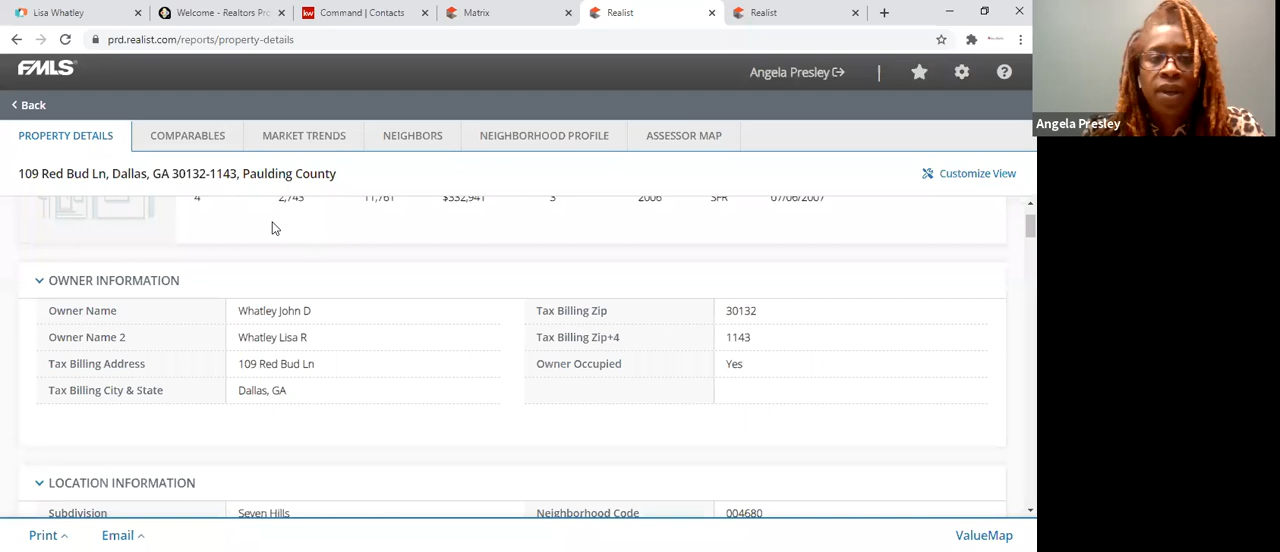 Lisa Whatley
Welcome - Realtors Pro
Command | Contacts
Matrix
Realist
Realist
prd.realist.com/reports/property-details
FMLS
Angela Presley
Back
PROPERTY DETAILS
COMPARABLES
MARKET TRENDS
NEIGHBORS
NEIGHBORHOOD PROFILE
ASSESSOR MAP
109 Red Bud Ln, Dallas, GA 30132-1143, Paulding County
Customize View
4 2,743 11,761 $332,941 3 2006 SFR 07/06/2007
OWNER INFORMATION
Owner Name Whatley John D Tax Billing Zip 30132
Owner Name 2 Whatley Lisa R Tax Billing Zip+4 1143
Tax Billing Address 109 Red Bud Ln Owner Occupied Yes
Tax Billing City & State Dallas, GA
LOCATION INFORMATION
Subdivision Seven Hills Neighborhood Code 004680
Print Email ValueMap
Angela Presley